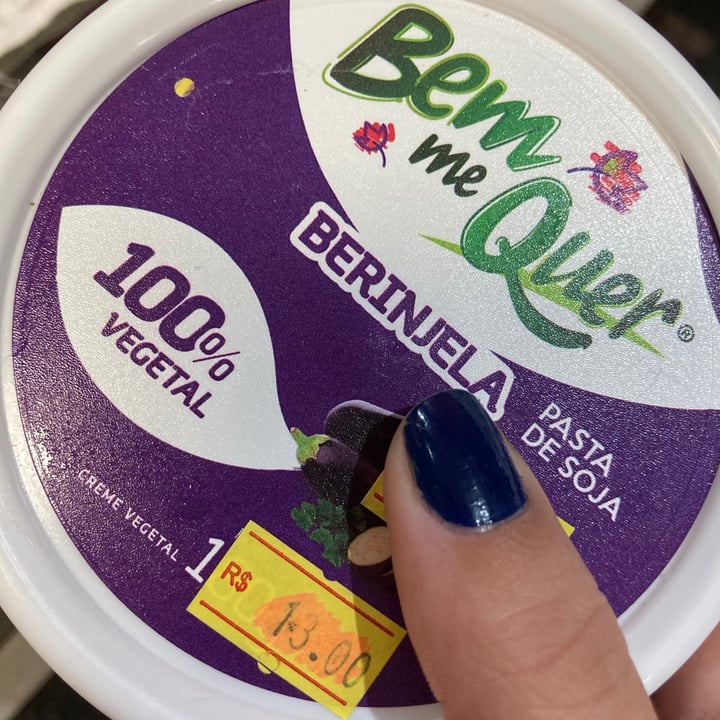 Bem
me
Quer®
BERINJELA
PASTA
DE SOJA
100%
VEGETAL
CREME VEGETAL
R$
13.00